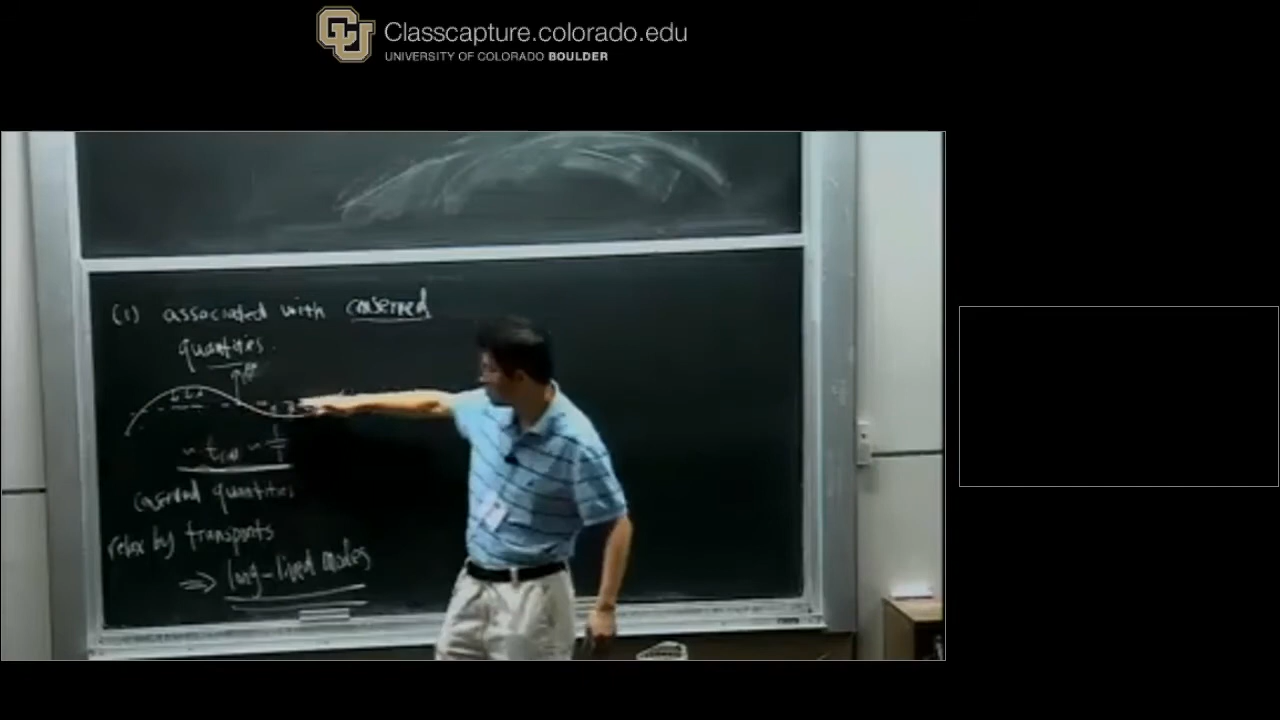 Classcapture.colorado.edu
UNIVERSITY OF COLORADO BOULDER
(1) associated with conserved
quantities.
conserved quantities
relax by transports
⇒ long-lived modes